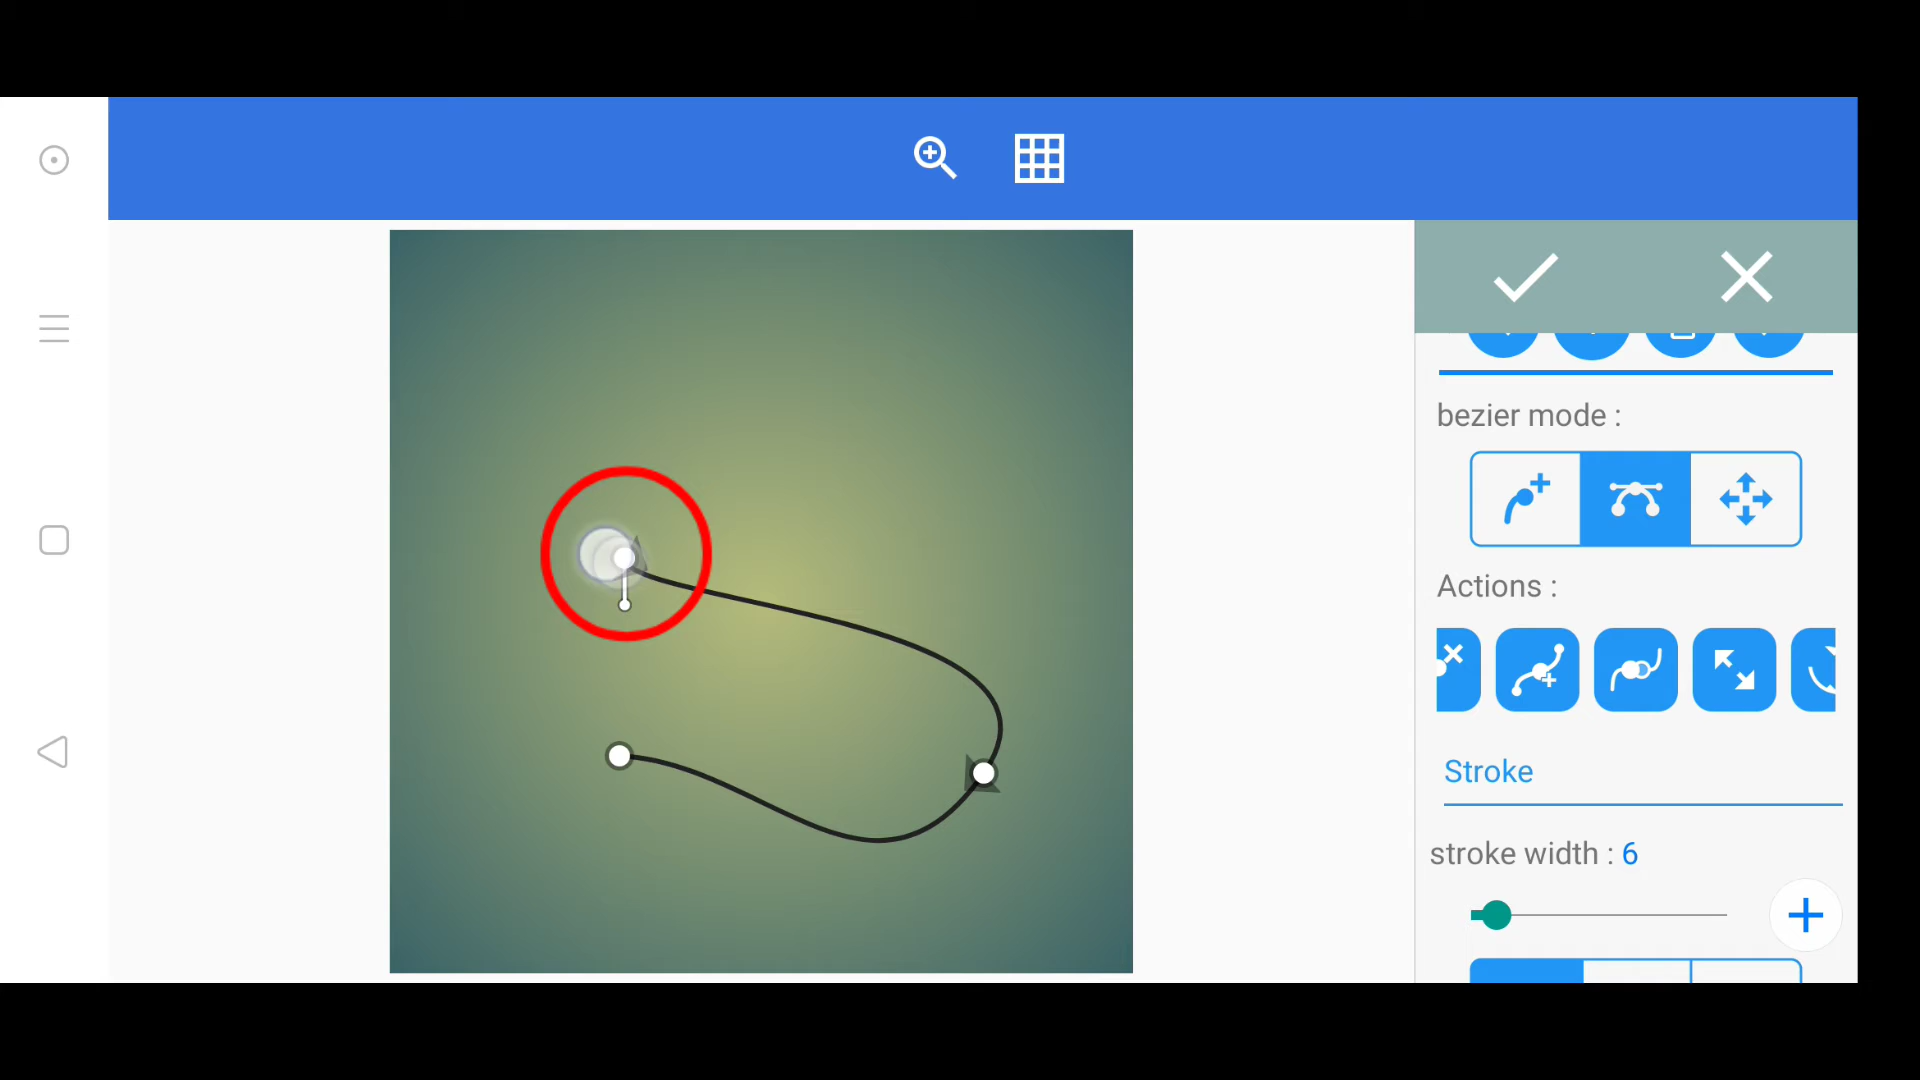 bezier mode :
Actions :
Stroke
stroke width : 6